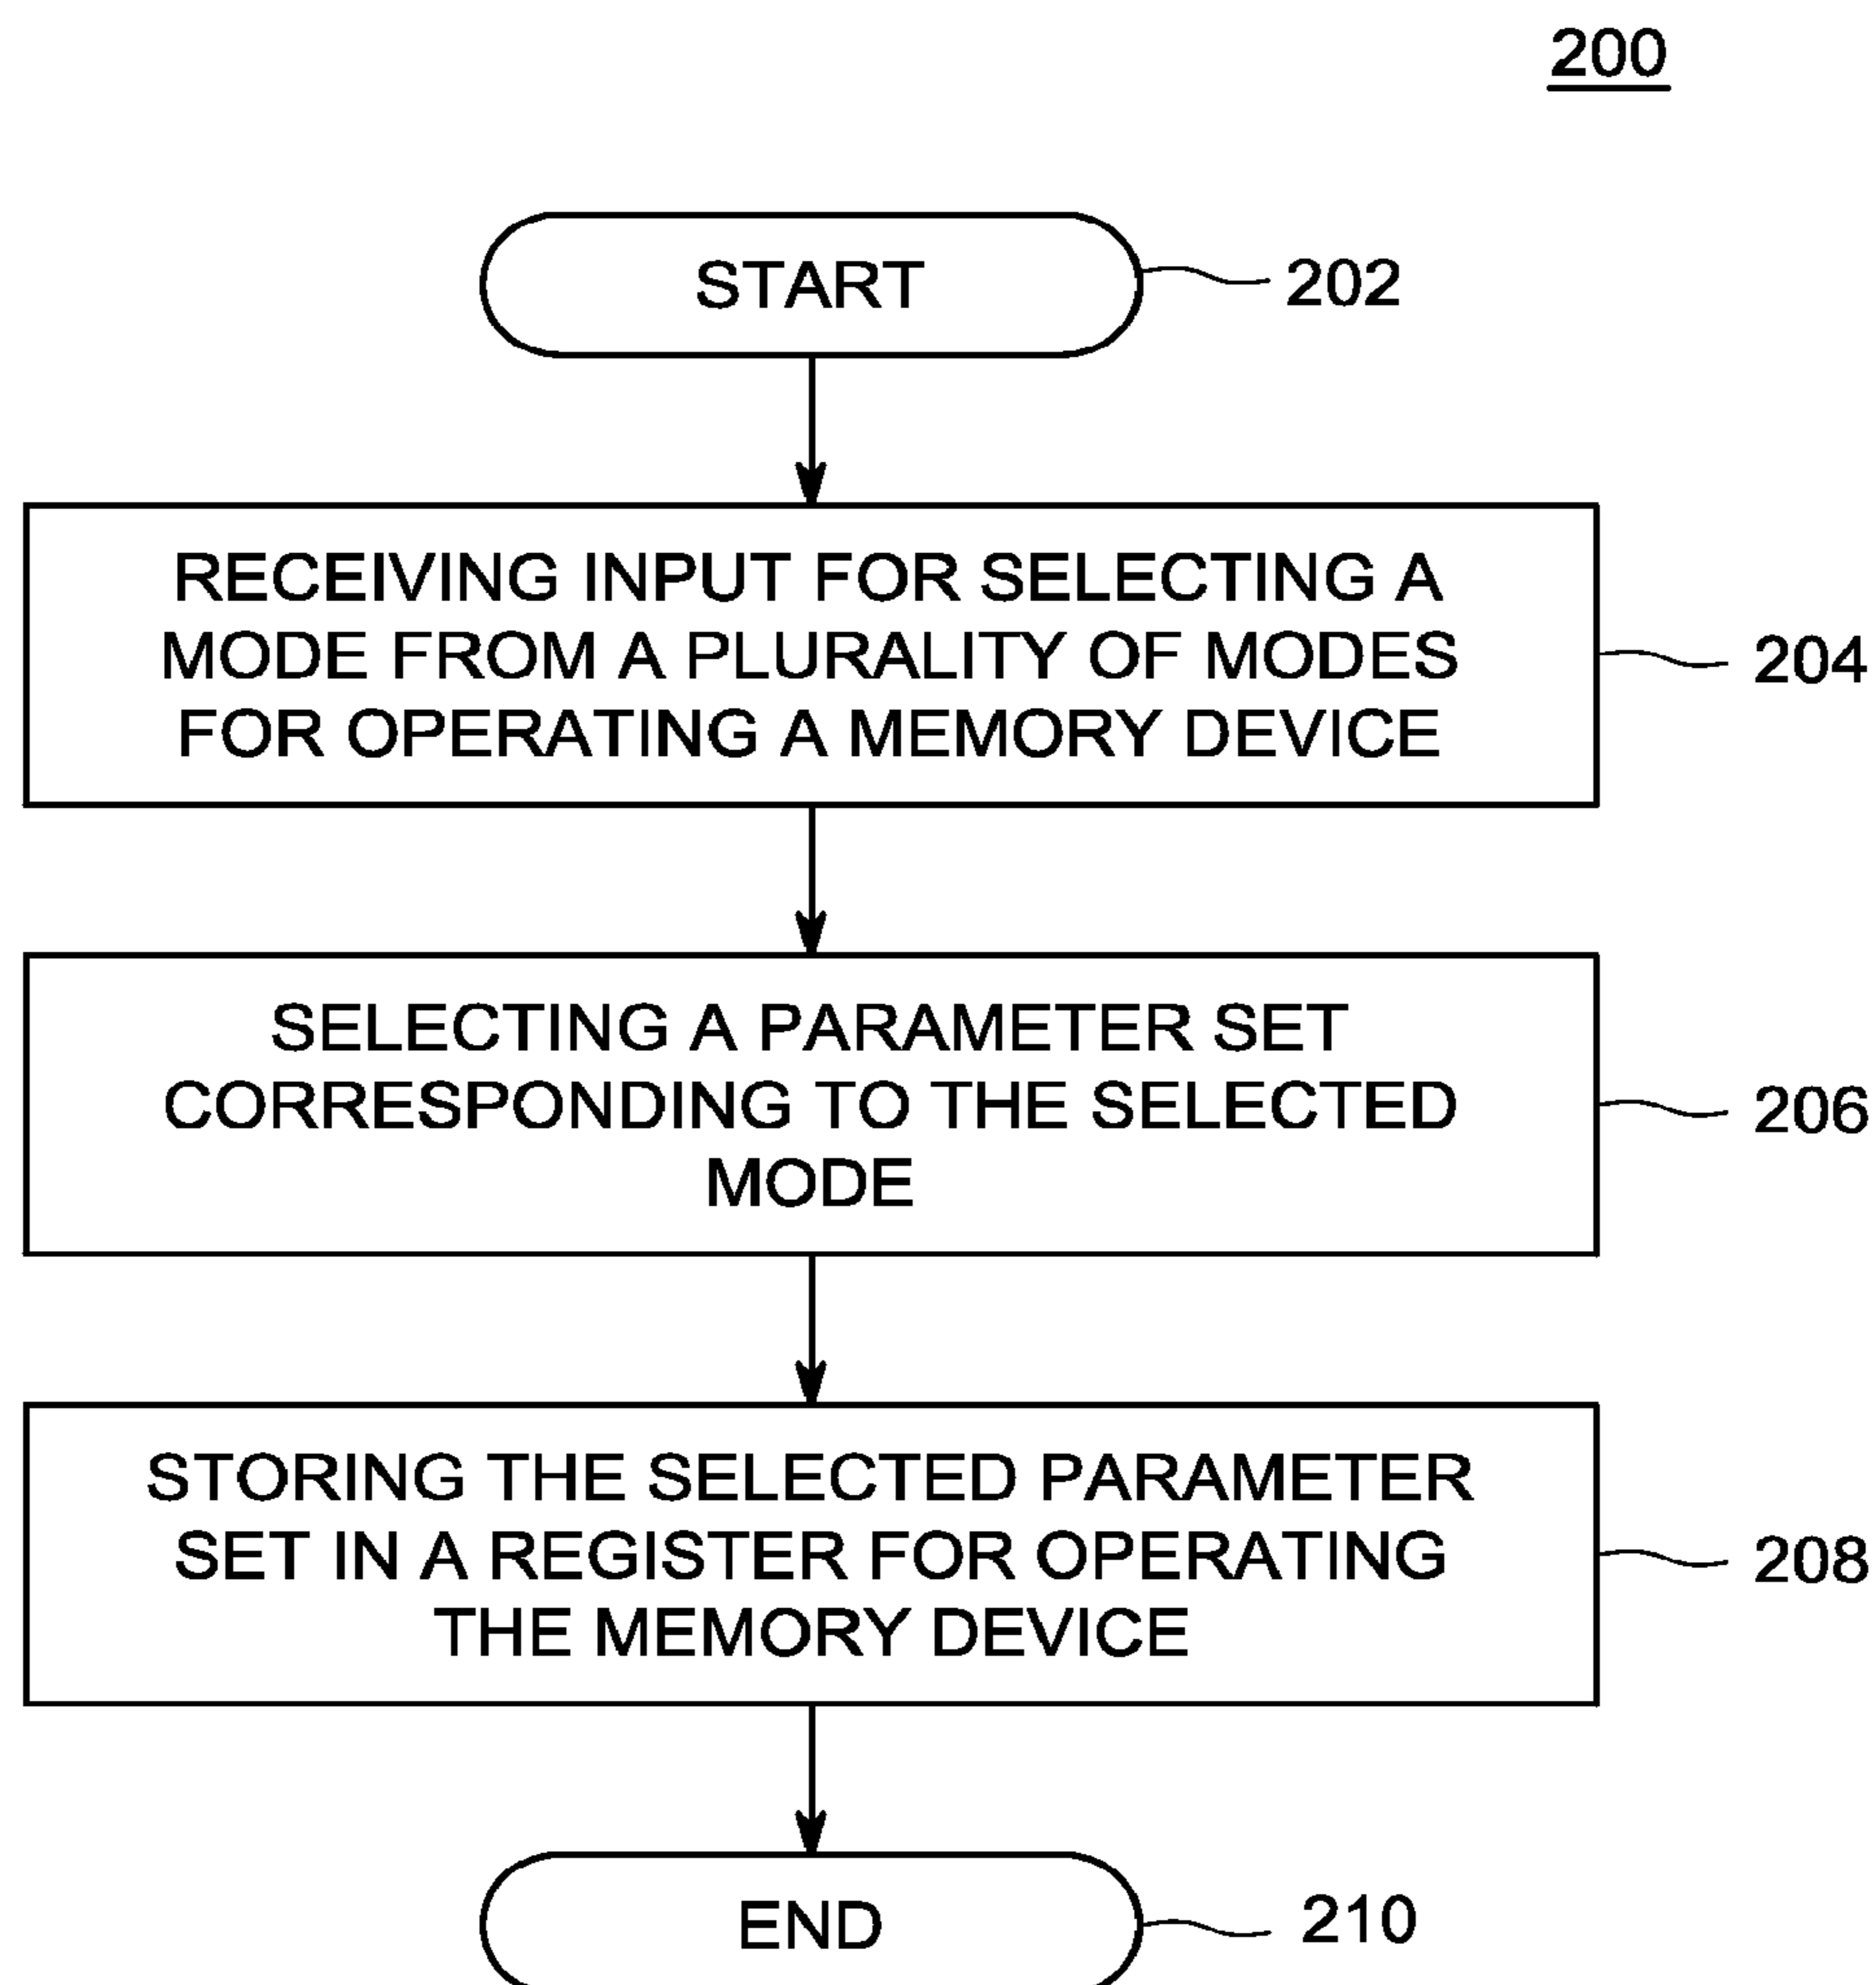 200
START
202
RECEIVING INPUT FOR SELECTING A
MODE FROM A PLURALITY OF MODES
FOR OPERATING A MEMORY DEVICE
204
SELECTING A PARAMETER SET
CORRESPONDING TO THE SELECTED
MODE
206
STORING THE SELECTED PARAMETER
SET IN A REGISTER FOR OPERATING
THE MEMORY DEVICE
208
END
210